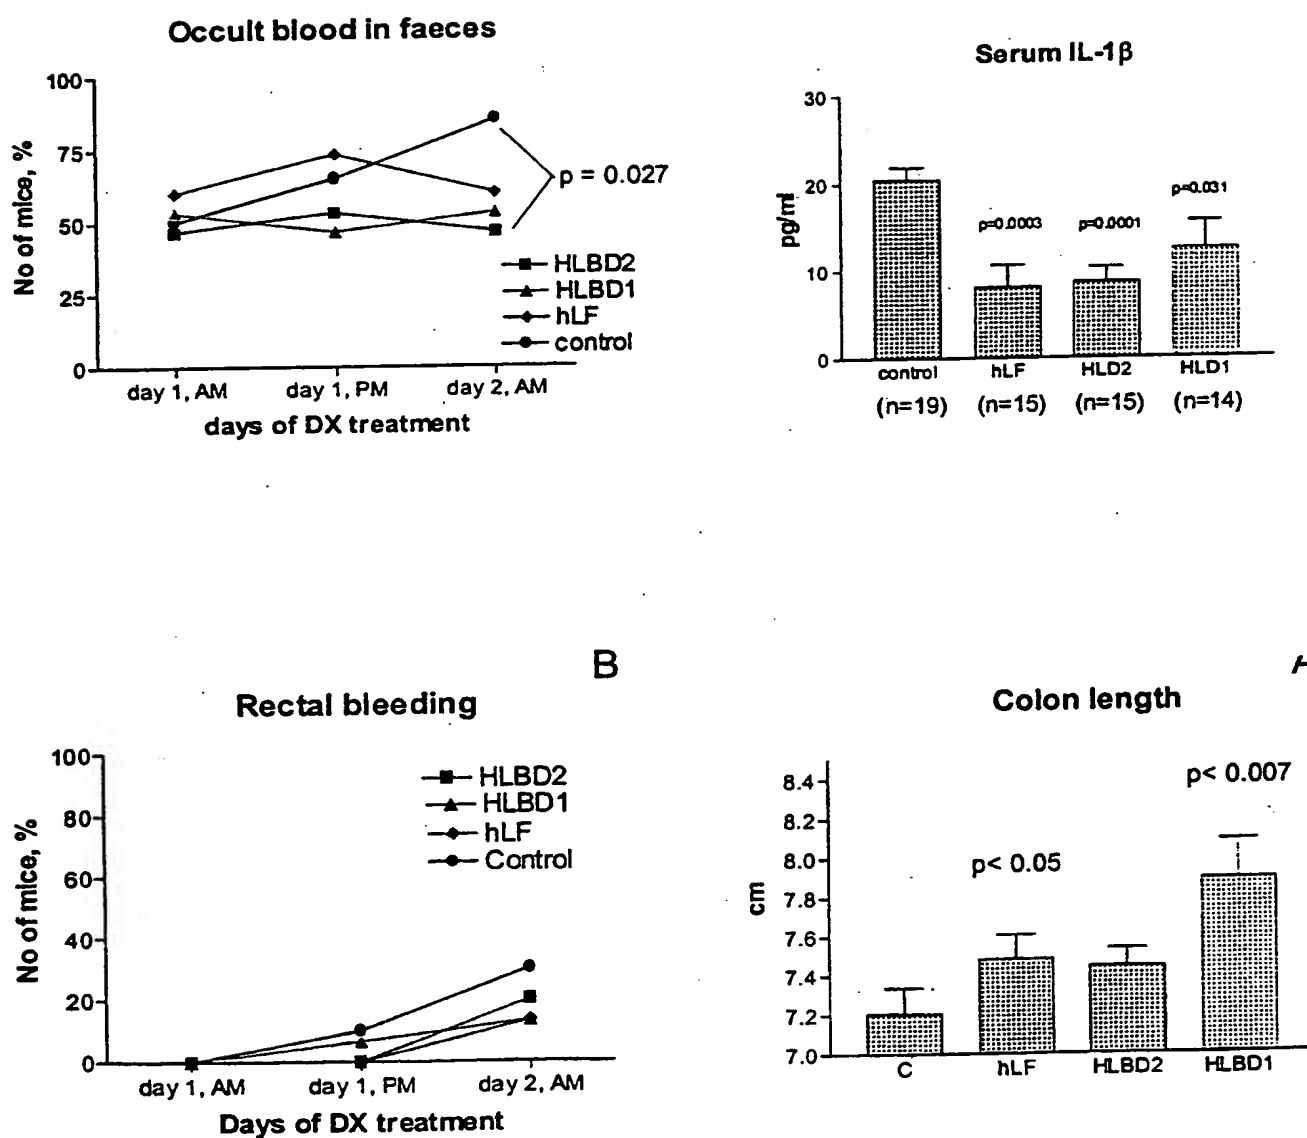 Occult blood in faeces
100
75
50
25
0
No of mice, %
p = 0.027
HLBD2
HLBD1
hLF
control
day 1, AM
day 1, PM
day 2, AM
days of DX treatment
Serum IL-1β
30
20
10
0
pg/ml
p=0.0003
p=0.0001
p=0.031
control
hLF
HLD2
HLD1
(n=19)
(n=15)
(n=15)
(n=14)
B
Rectal bleeding
100
80
60
40
20
0
No of mice, %
HLBD2
HLBD1
hLF
Control
day 1, AM
day 1, PM
day 2, AM
Days of DX treatment
Colon length
8.4
8.2
8.0
7.8
7.6
7.4
7.2
7.0
cm
p< 0.05
p< 0.007
C
hLF
HLBD2
HLBD1